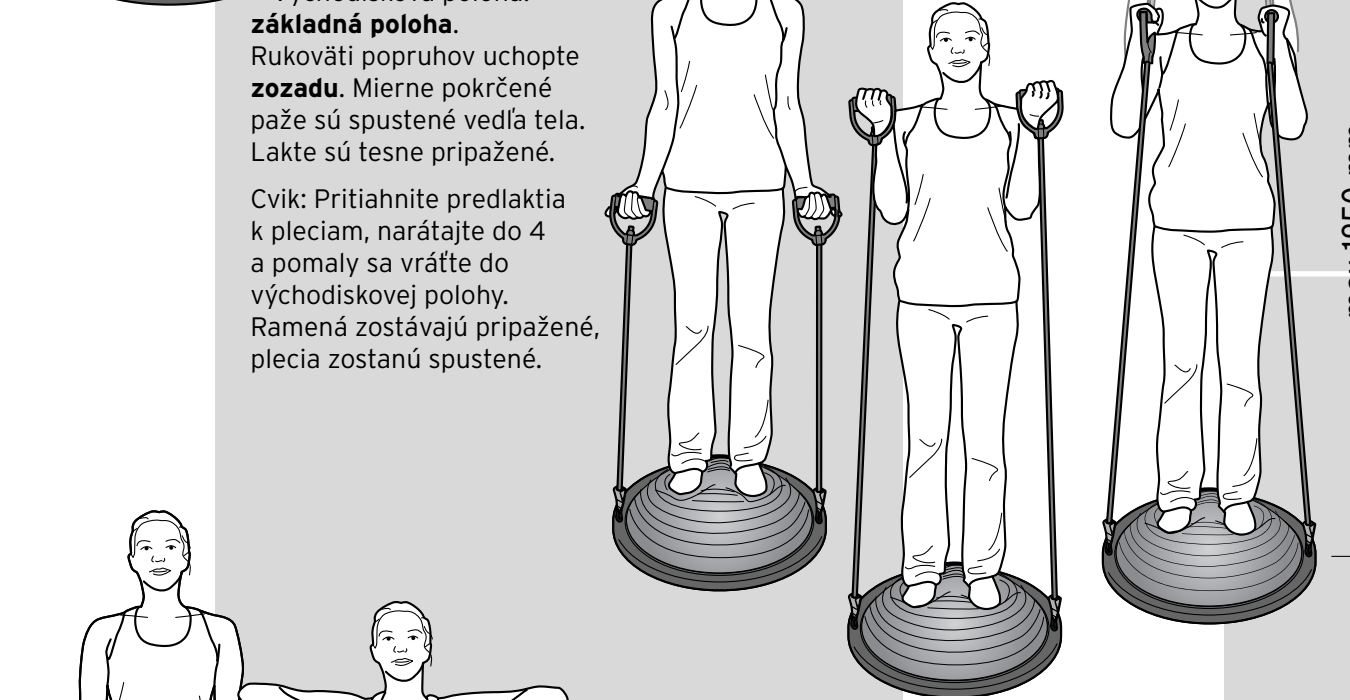 základná poloha.
Rukoväti popruhov uchopte
zozadu. Mierne pokrčené
paže sú spustené vedľa tela.
Lakte sú tesne pripažené.
Cvik: Pritiahnite predlaktia
k pleciam, narátajte do 4
a pomaly sa vráťte do
východiskovej polohy.
Ramená zostávajú pripažené,
plecia zostanú spustené.